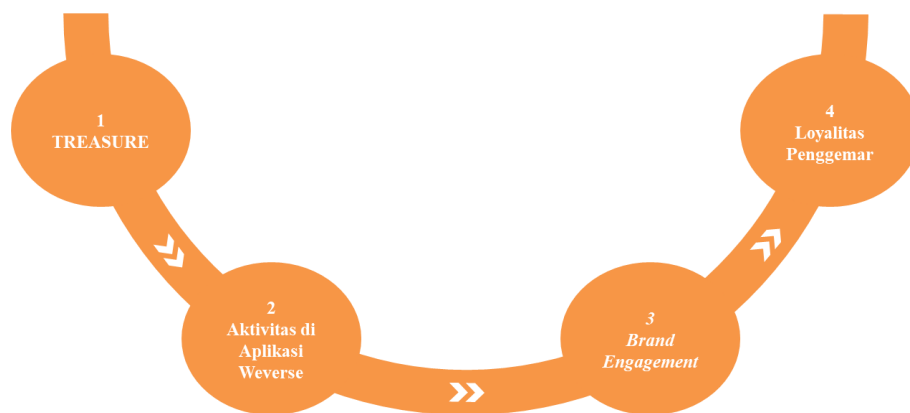 1
TREASURE
2
Aktivitas di
Aplikasi
Weverse
3
Brand
Engagement
4
Loyalitas
Penggemar